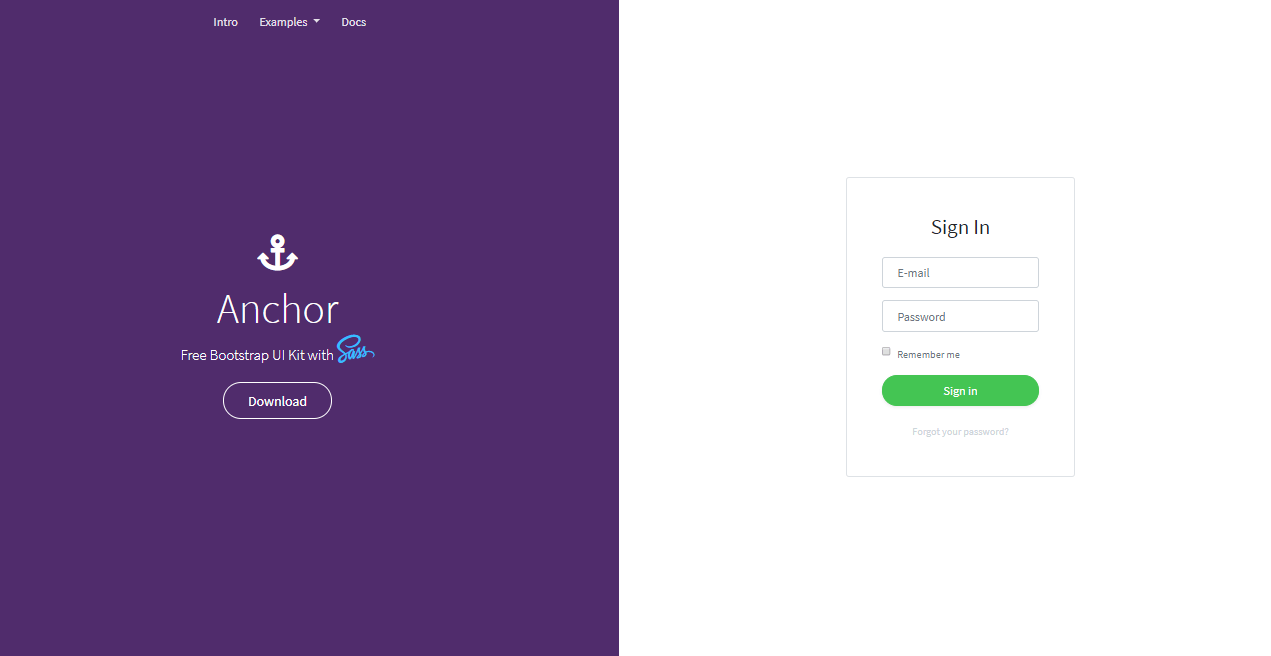 Intro Examples Docs
Anchor
Free Bootstrap UI Kit with Sass
Download
Sign In
E-mail
Password
Remember me
Sign in
Forgot your password?